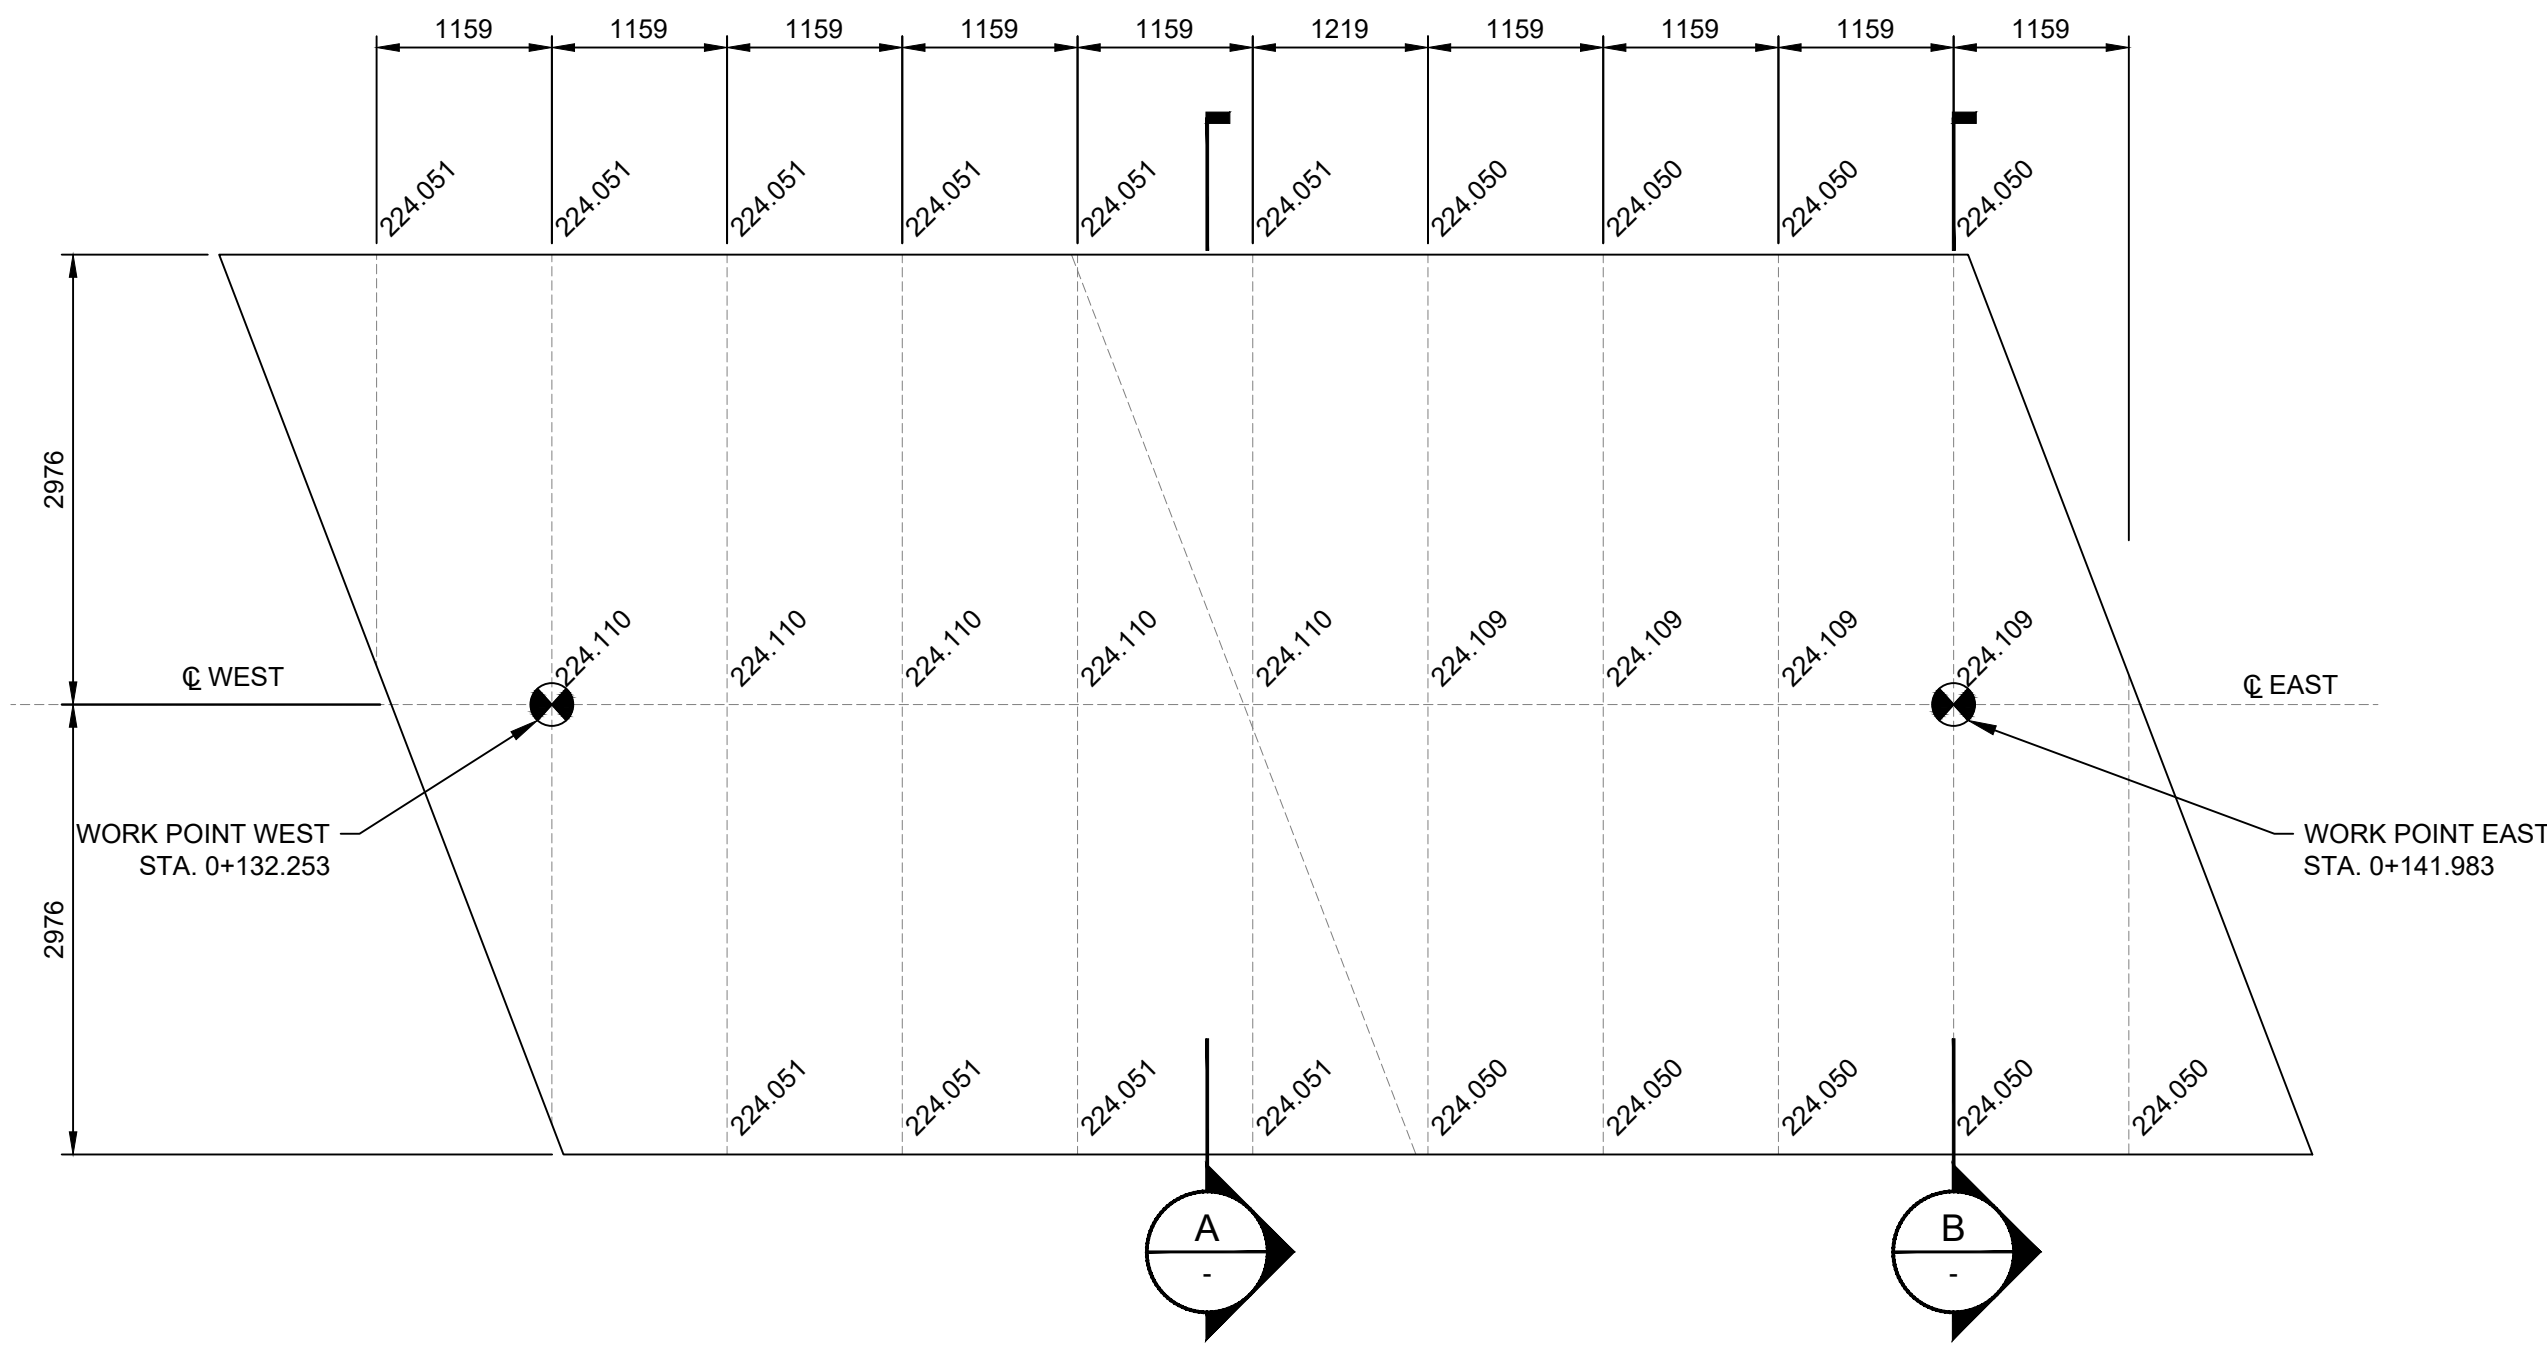 1159 1159 1159 1159 1159 1219 1159 1159 1159 1159
224.051 224.051 224.051 224.051 224.051 224.051 224.050 224.050 224.050 224.050
2976
224.110 224.110 224.110 224.110 224.110 224.109 224.109 224.109 224.109
℄ WEST
℄ EAST
WORK POINT WEST
STA. 0+132.253
WORK POINT EAST
STA. 0+141.983
2976
224.051 224.051 224.051 224.051 224.050 224.050 224.050 224.050 224.050
A
-
B
-